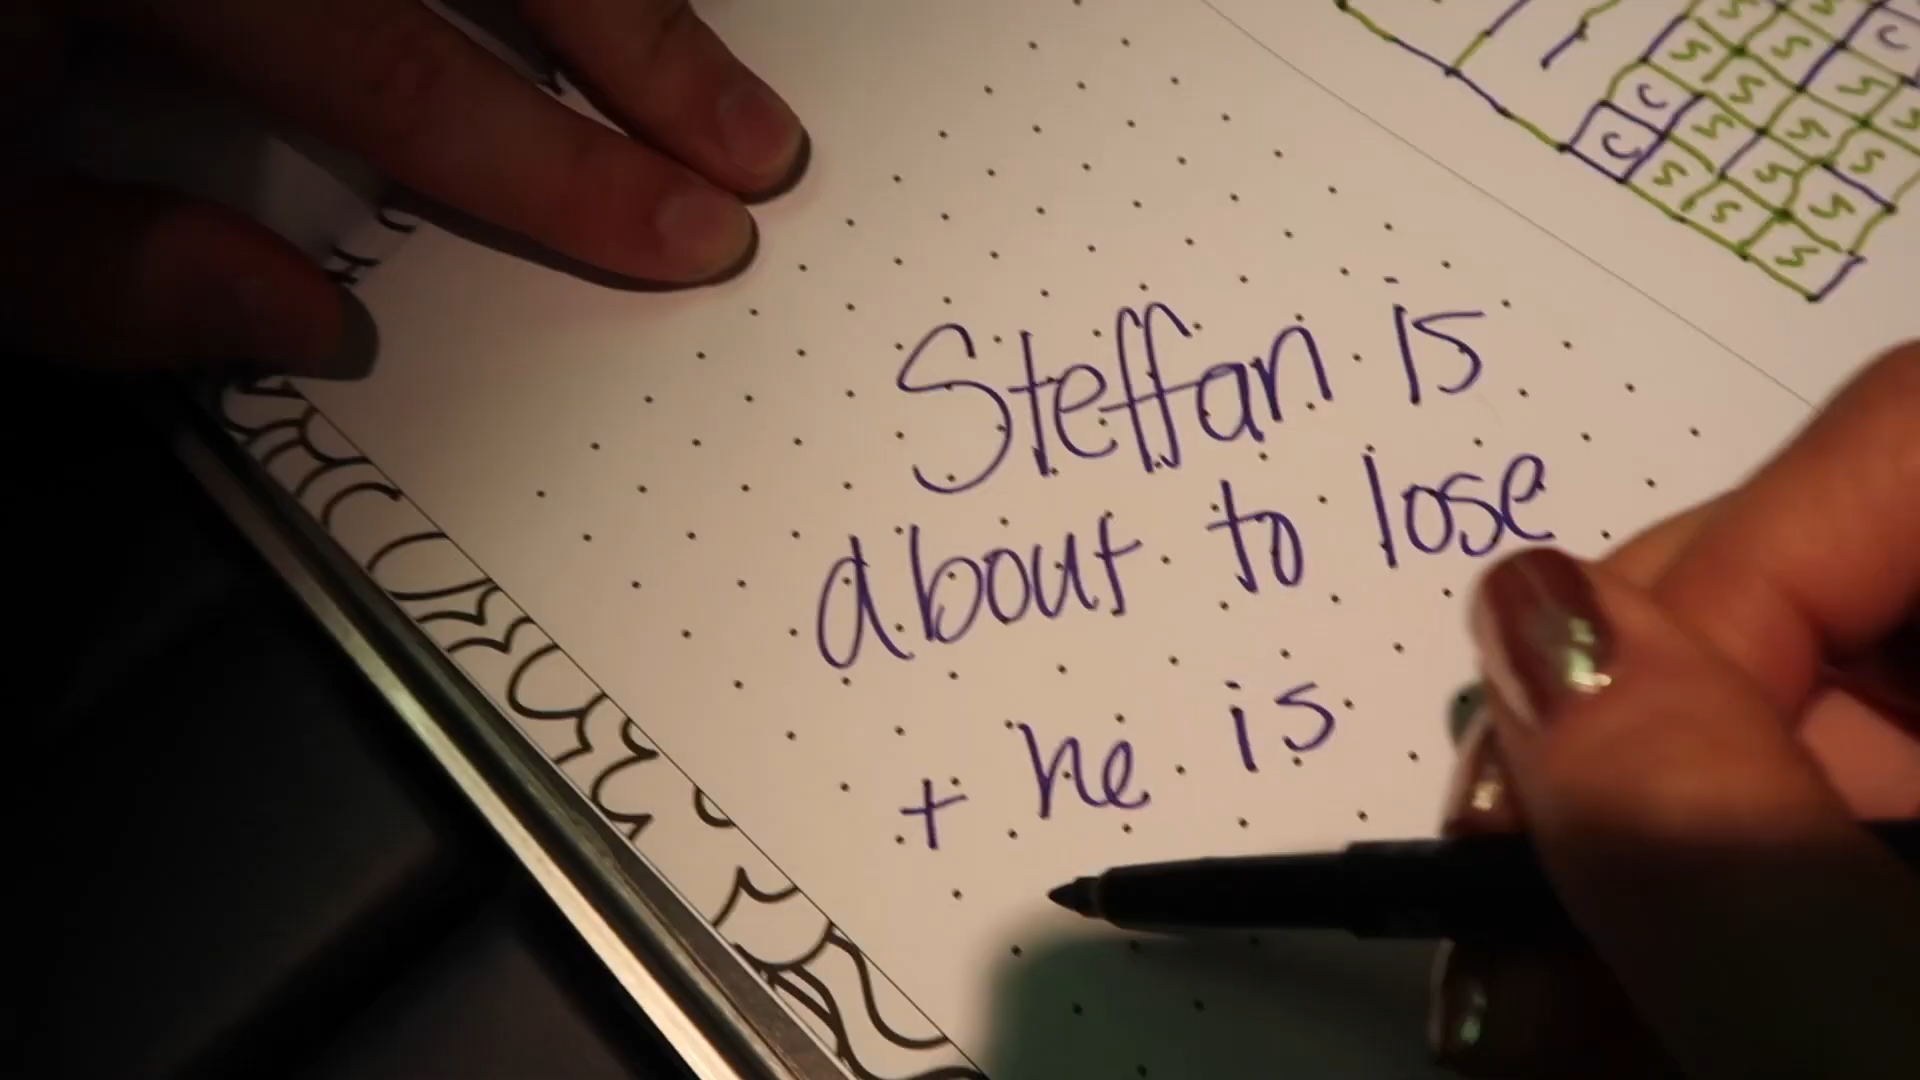 Steffan is
about to lose
+ he is
C S S C
C S S S S
S S S S
S S S
S